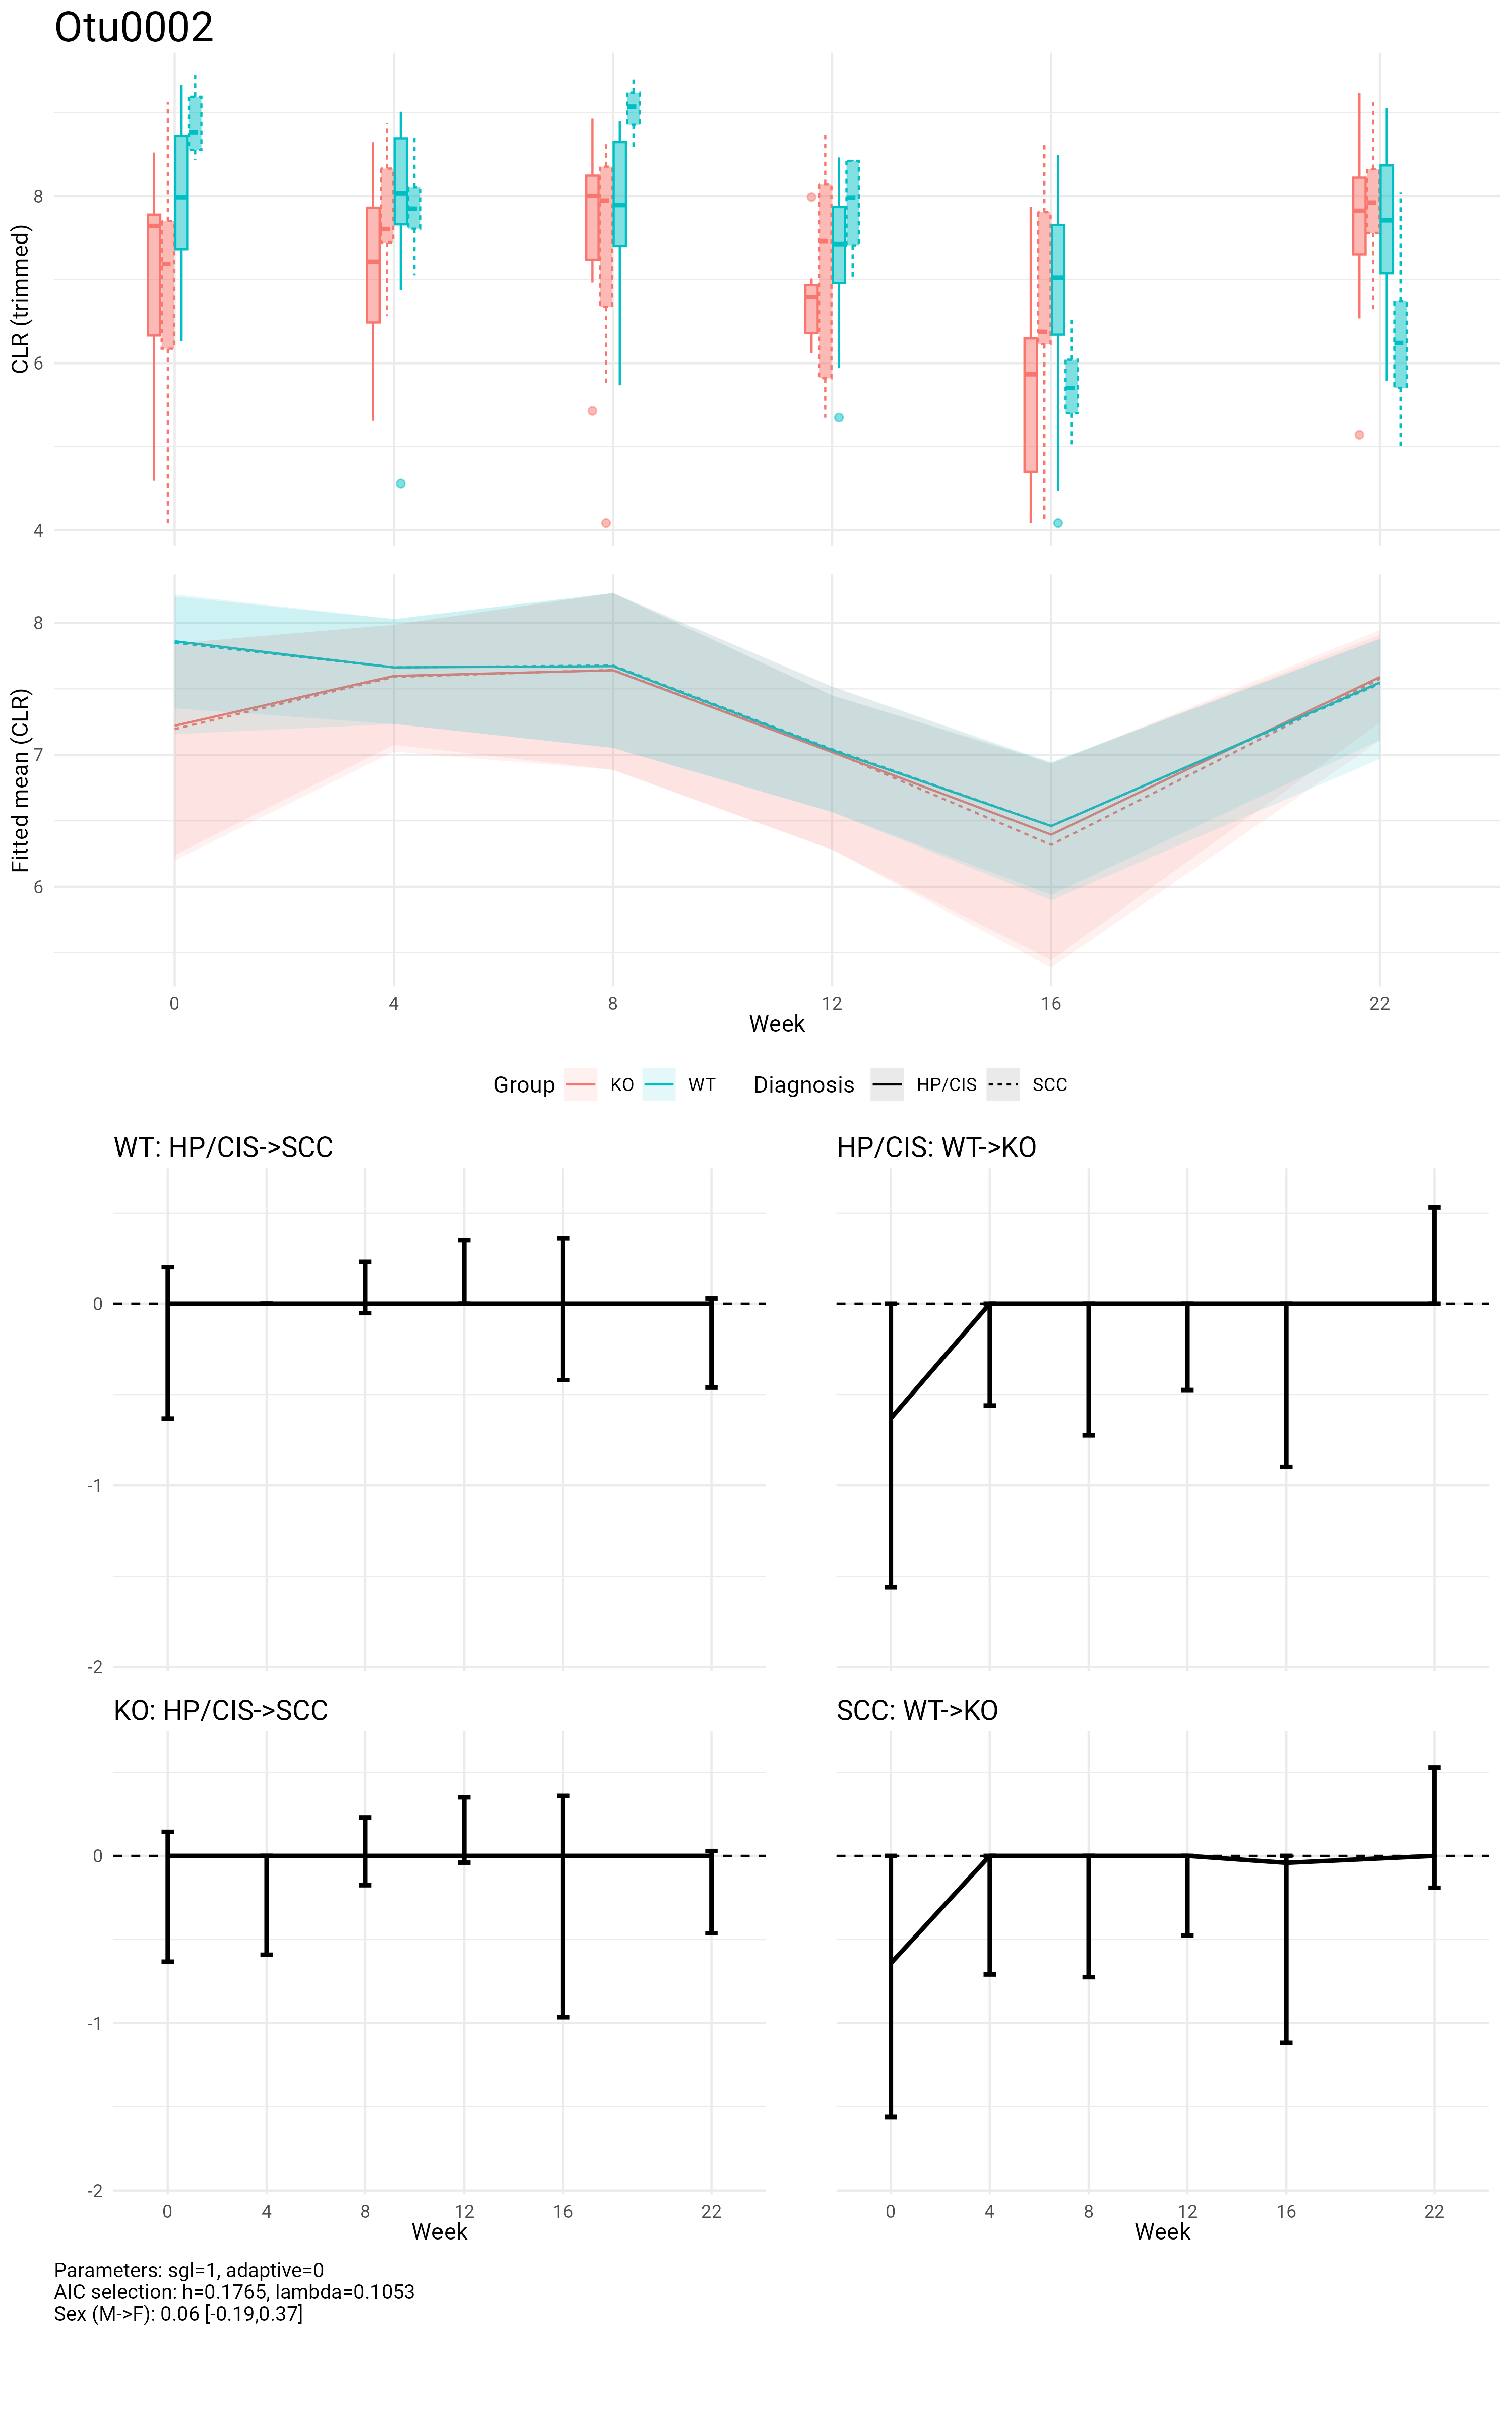 Otu0002
CLR (trimmed)
8
6
4
Fitted mean (CLR)
8
7
6
0 4 8 12 16 22
Week
Group KO WT Diagnosis HP/CIS SCC
WT: HP/CIS->SCC
HP/CIS: WT->KO
0
-1
-2
KO: HP/CIS->SCC
SCC: WT->KO
0
-1
-2
0 4 8 12 16 22
0 4 8 12 16 22
Week
Week
Parameters: sgl=1, adaptive=0
AIC selection: h=0.1765, lambda=0.1053
Sex (M->F): 0.06 [-0.19,0.37]